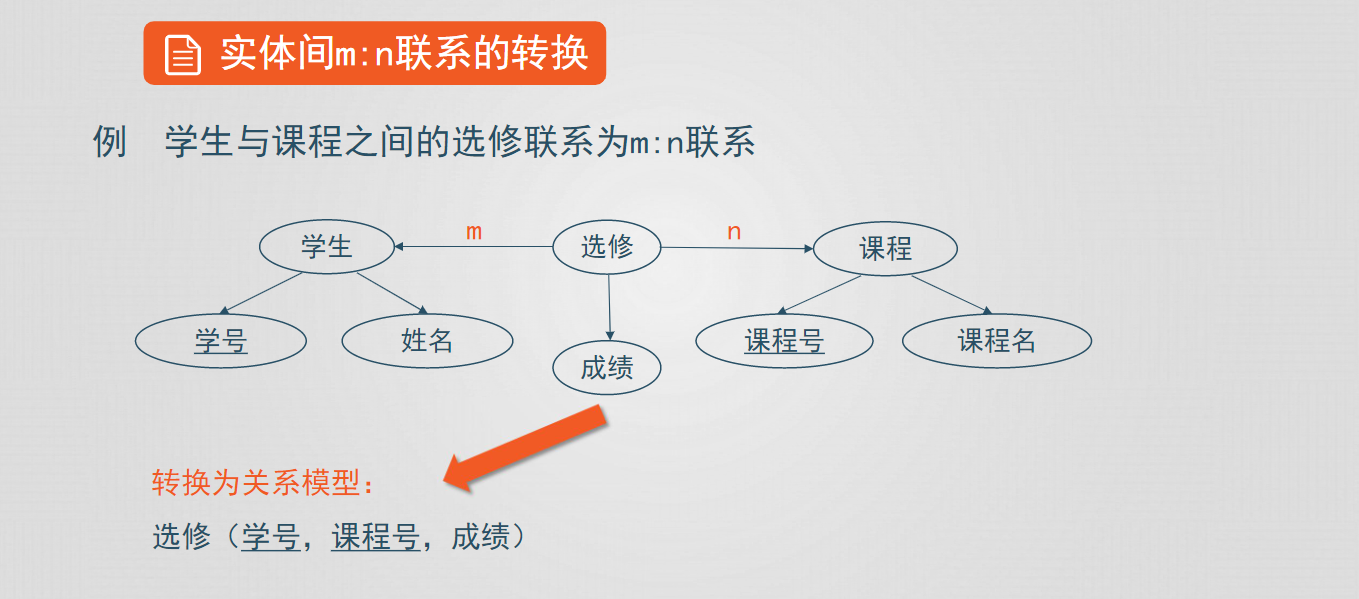 实体间m:n联系的转换
例 学生与课程之间的选修联系为m:n联系
学生 m 选修 n 课程
学号 姓名 成绩 课程号 课程名
转换为关系模型：
选修（学号，课程号，成绩）